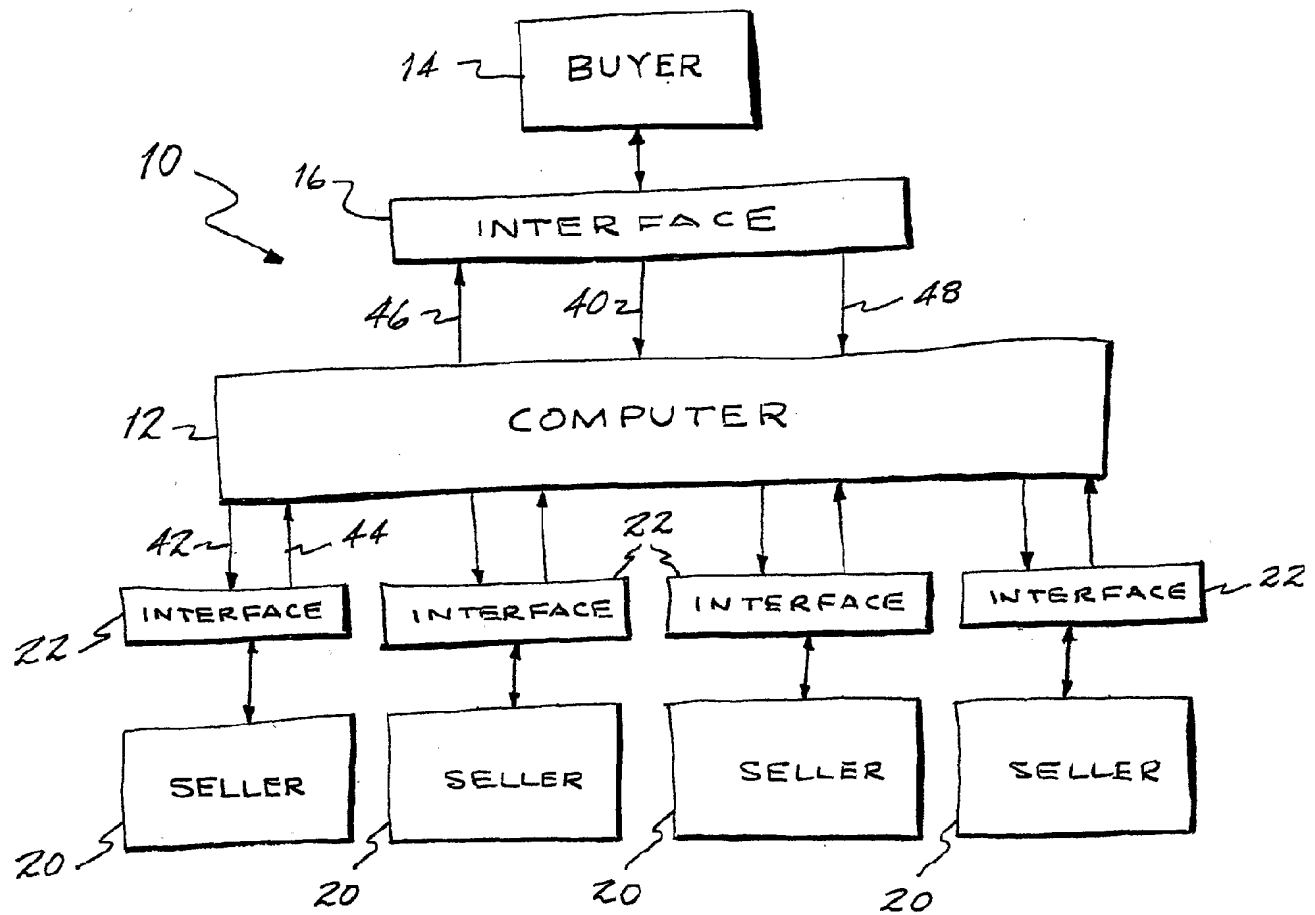 14 BUYER
10 16 INTERFACE
46 40 48
12 COMPUTER
42 44 22
INTERFACE INTERFACE INTERFACE INTERFACE 22
22
SELLER SELLER SELLER SELLER
20 20 20 20